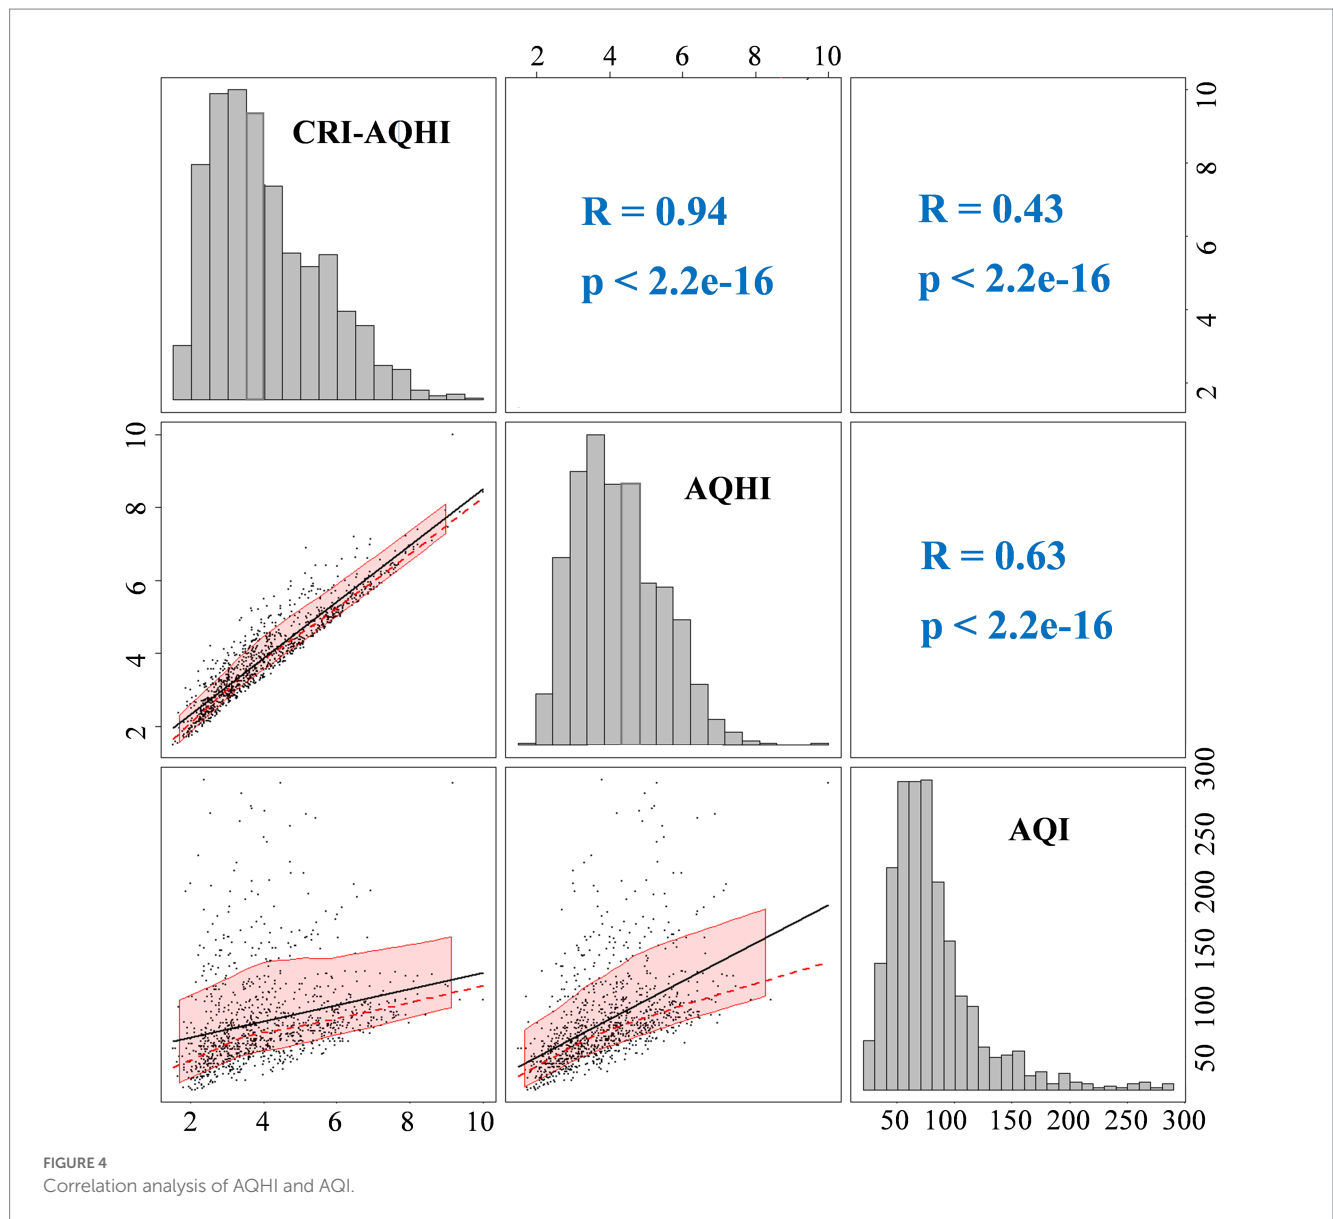 2 4 6 8 10
CRI-AQHI
R = 0.94
p < 2.2e-16
R = 0.43
p < 2.2e-16
10
8
6
4
2
10
8
6
4
2
AQHI
R = 0.63
p < 2.2e-16
AQI
300
250
200
150
100
50
2 4 6 8 10
50 100 150 200 250 300
FIGURE 4
Correlation analysis of AQHI and AQI.